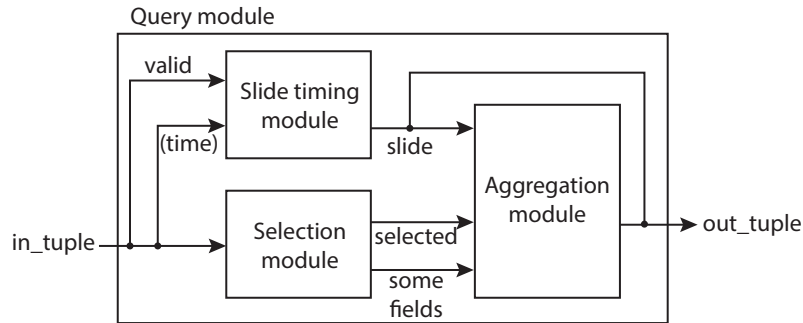 Query module
valid
Slide timing
module
(time)
slide
Aggregation
module
in_tuple
Selection
module
selected
some
fields
out_tuple